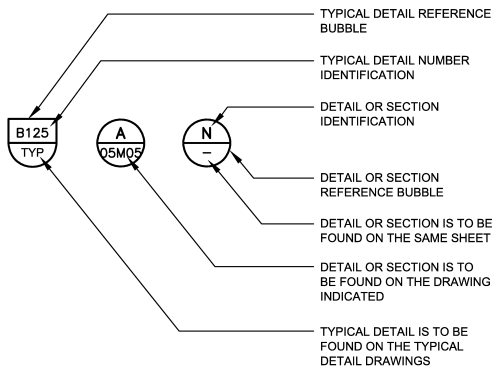 TYPICAL DETAIL REFERENCE
BUBBLE
TYPICAL DETAIL NUMBER
IDENTIFICATION
DETAIL OR SECTION
IDENTIFICATION
B125
TYP
A
05M05
N
–
DETAIL OR SECTION
REFERENCE BUBBLE
DETAIL OR SECTION IS TO BE
FOUND ON THE SAME SHEET
DETAIL OR SECTION IS TO
BE FOUND ON THE DRAWING
INDICATED
TYPICAL DETAIL IS TO BE
FOUND ON THE TYPICAL
DETAIL DRAWINGS